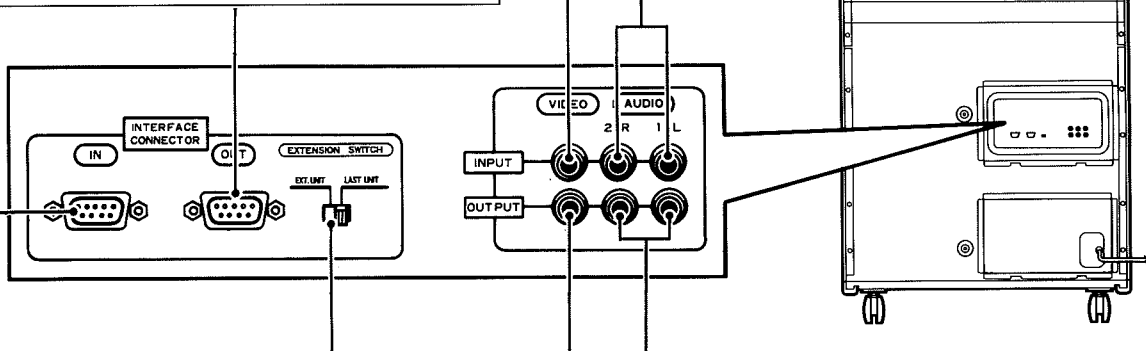 VIDEO
AUDIO
2 R 1 L
INTERFACE
CONNECTOR
IN
OUT
EXTENSION SWITCH
INPUT
EXT. UNIT LAST UNIT
OUTPUT